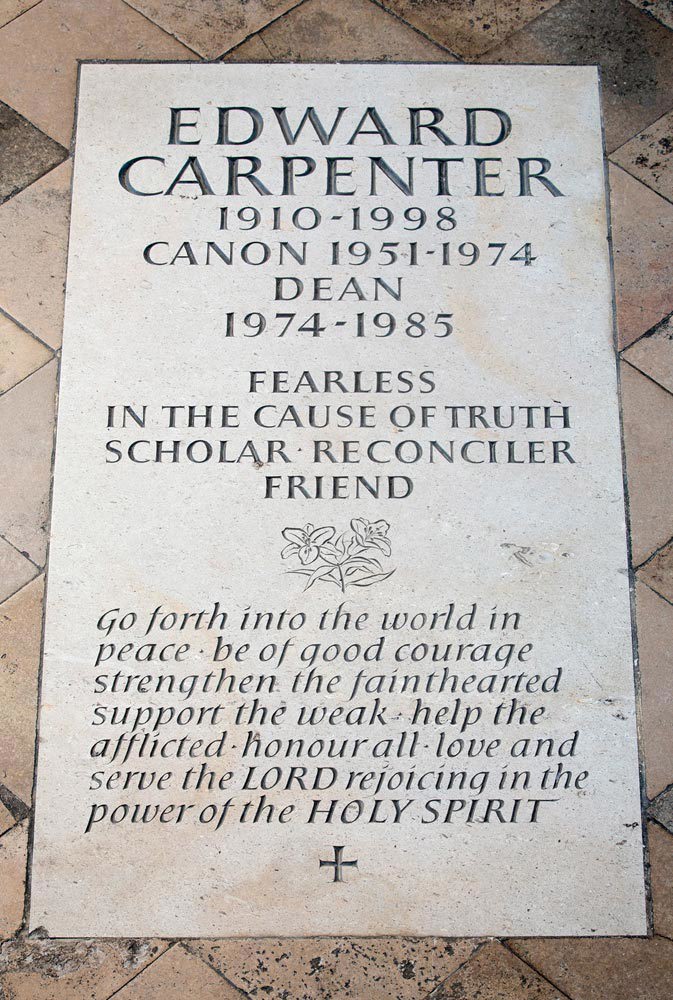 EDWARD
CARPENTER
1910-1998
CANON 1951-1974
DEAN
1974-1985
FEARLESS
IN THE CAUSE OF TRUTH
SCHOLAR · RECONCILER
FRIEND
Go forth into the world in
peace · be of good courage
strengthen the fainthearted
support the weak · help the
afflicted · honour all · love and
serve the LORD rejoicing in the
power of the HOLY SPIRIT